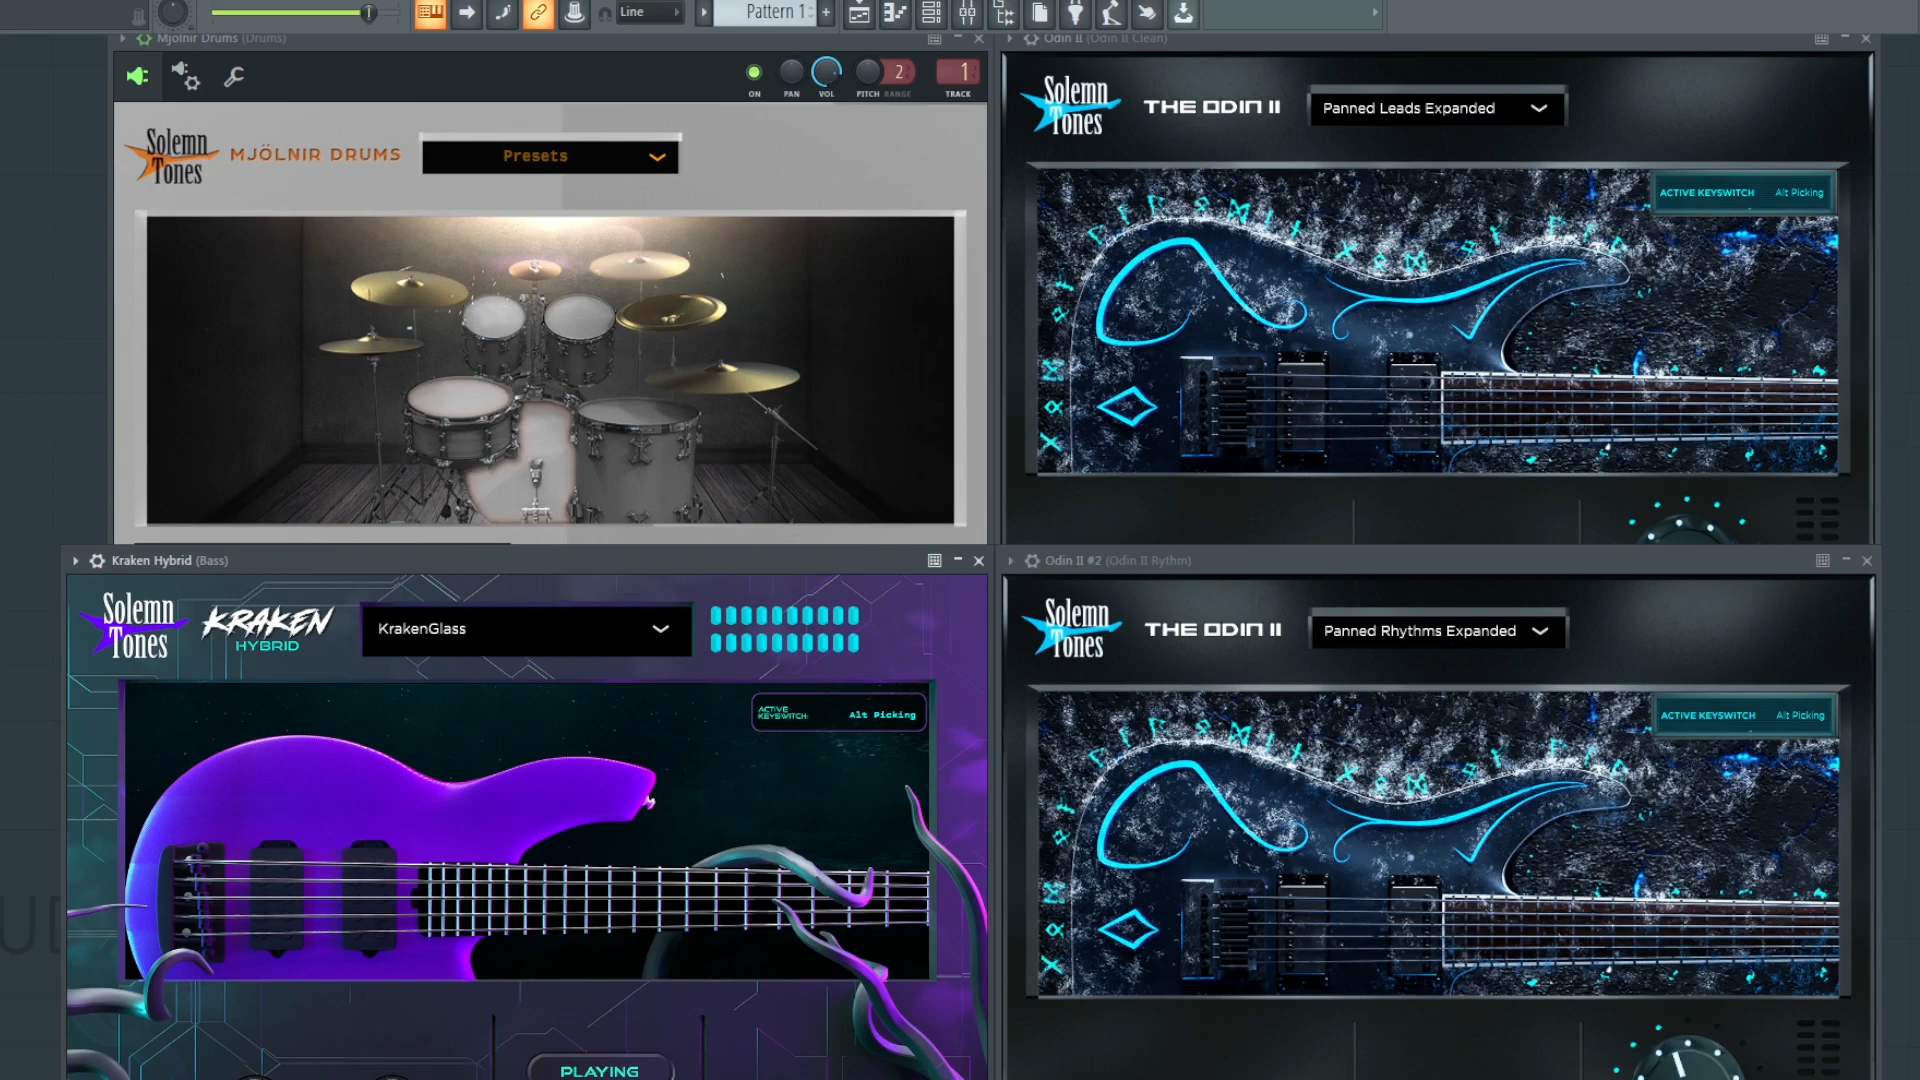 Line
Pattern 1
+
Mjolnir Drums (Drums)
ON
PAN
VOL
PITCH
RANGE
2
1
TRACK
Solemn
Tones
MJÖLNIR DRUMS
Presets
Odin II (Odin II Clean)
Solemn
Tones
THE ODIN II
Panned Leads Expanded
ACTIVE KEYSWITCH
Alt Picking
Kraken Hybrid (Bass)
Solemn
Tones
KRAKEN
HYBRID
KrakenGlass
ACTIVE
KEYSWITCH:
Alt Picking
PLAYING
Odin II #2 (Odin II Rythm)
Solemn
Tones
THE ODIN II
Panned Rhythms Expanded
ACTIVE KEYSWITCH
Alt Picking